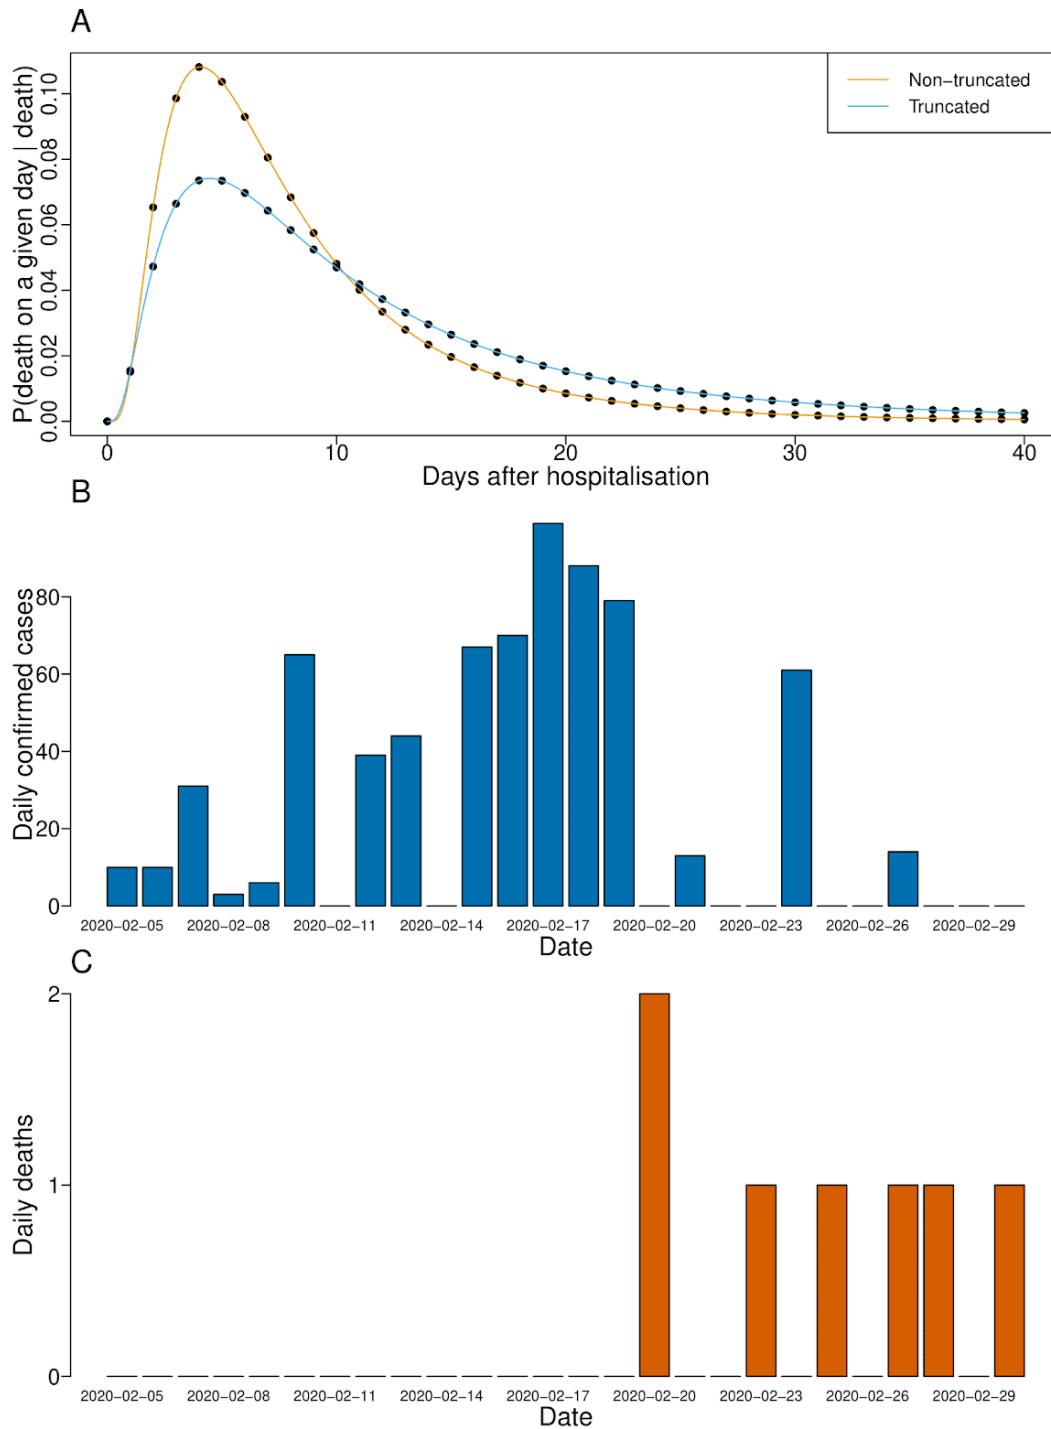 A
P(death on a given day | death)
0.00 0.02 0.04 0.06 0.08 0.10
Non−truncated
Truncated
0 10 20 30 40
Days after hospitalisation
B
Daily confirmed cases
80
60
40
20
0
2020−02−05 2020−02−08 2020−02−11 2020−02−14 2020−02−17 2020−02−20 2020−02−23 2020−02−26 2020−02−29
Date
C
Daily deaths
2
1
0
2020−02−05 2020−02−08 2020−02−11 2020−02−14 2020−02−17 2020−02−20 2020−02−23 2020−02−26 2020−02−29
Date